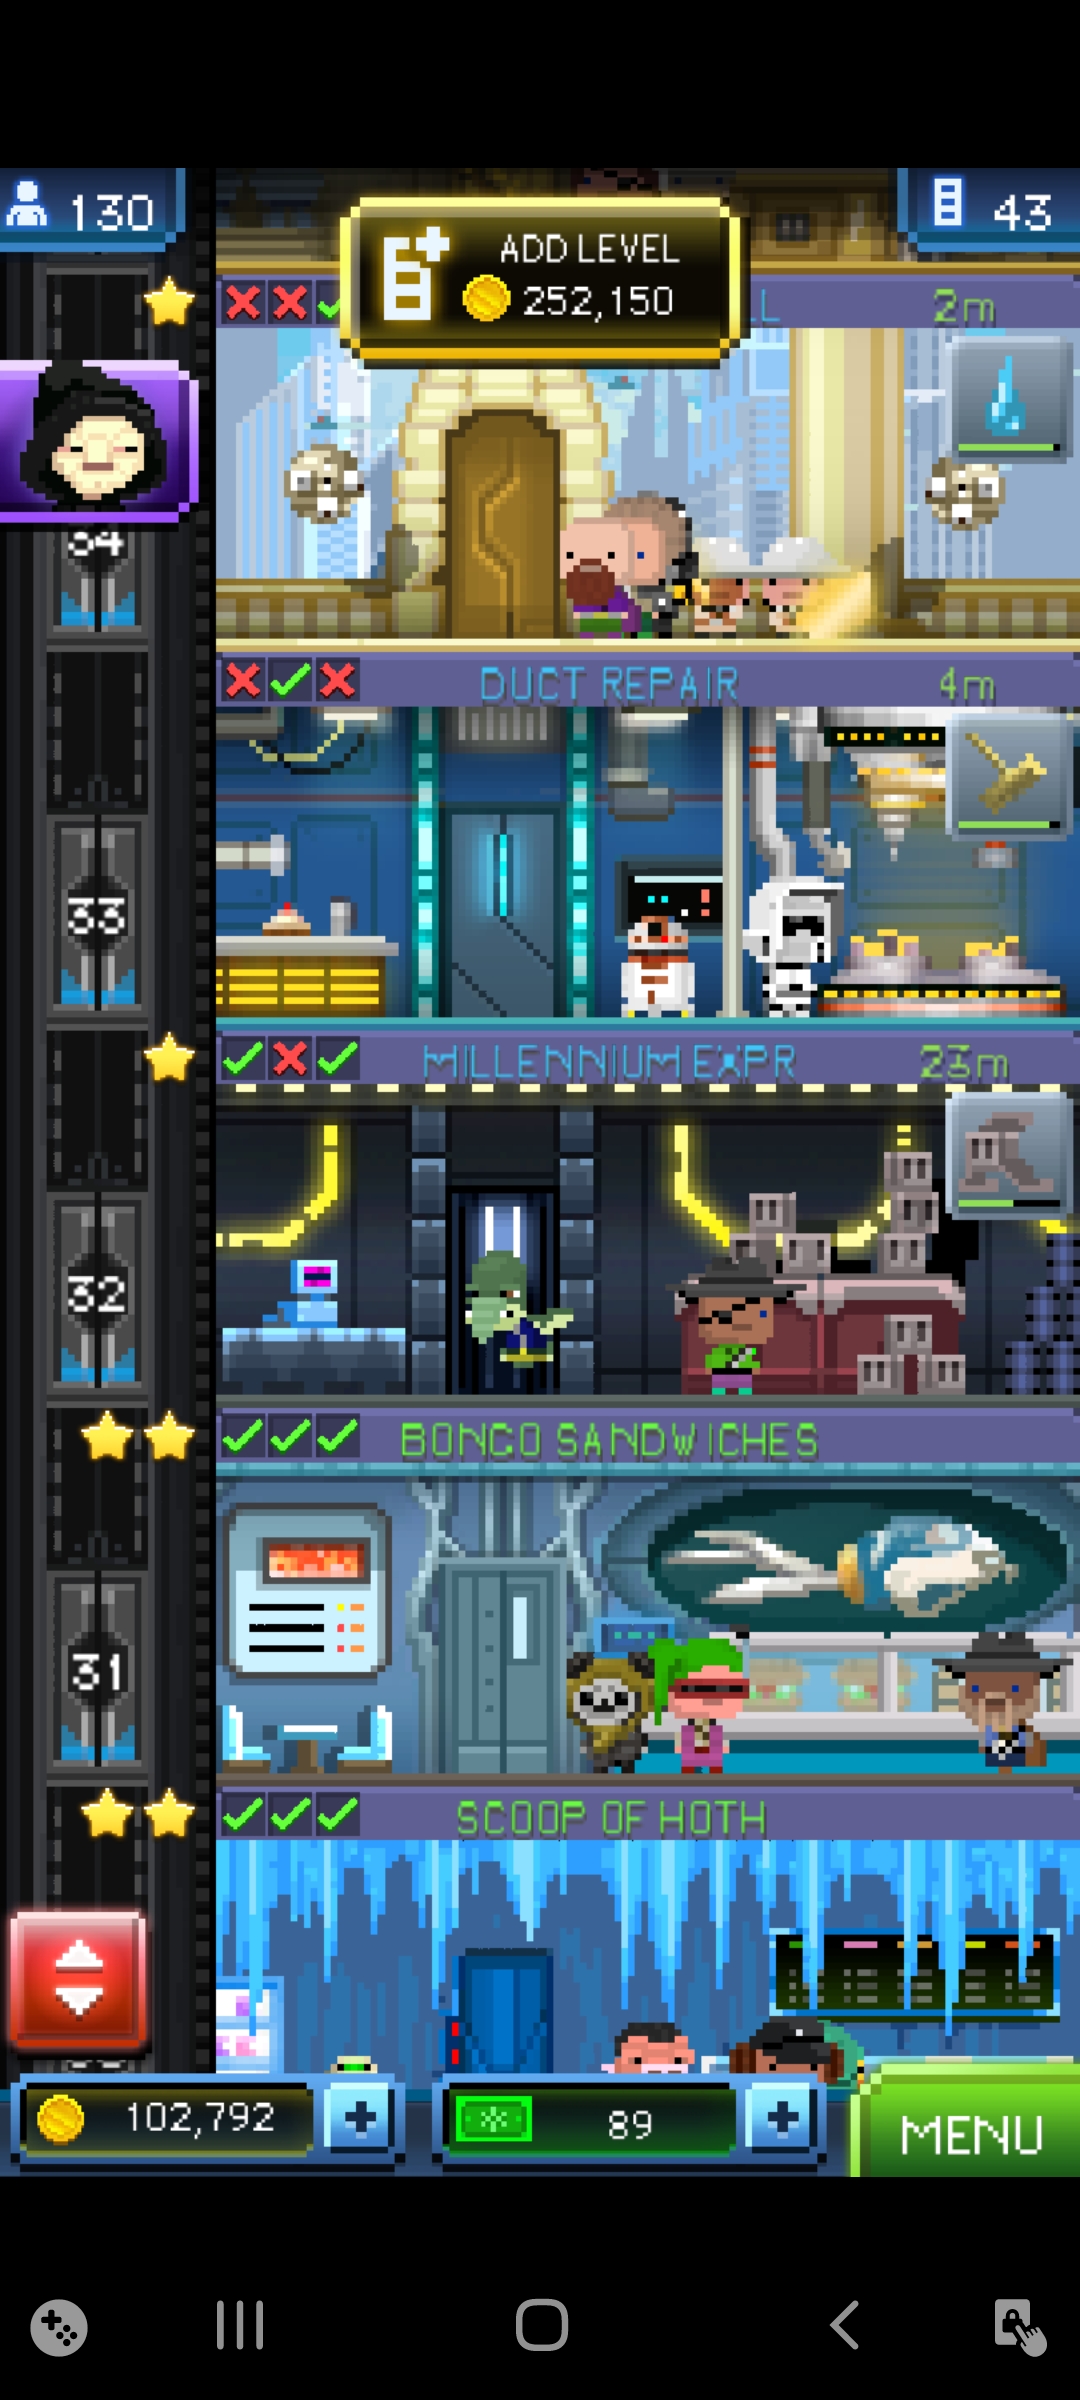 130
ADD LEVEL
252,150
43
LL
2m
34
DUCT REPAIR
4m
33
MILLENNIUM EXPR
23m
32
BONGO SANDWICHES
31
SCOOP OF HOTH
102,792
89
MENU